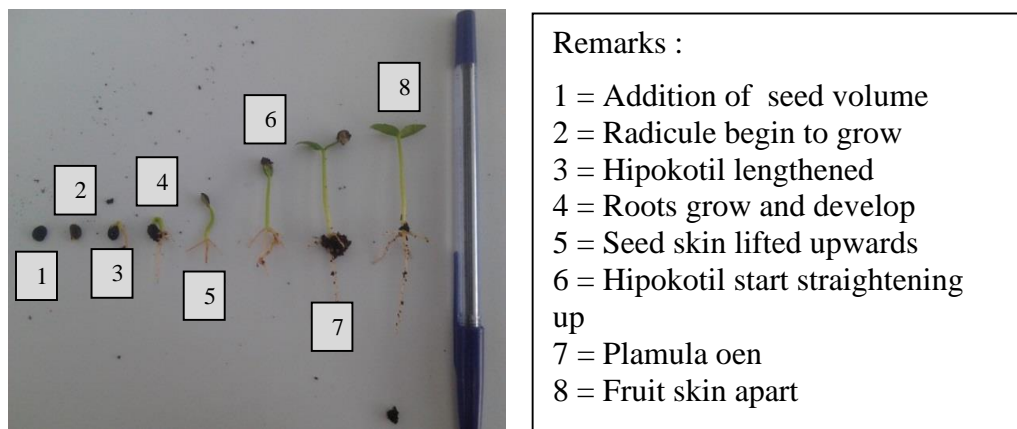 1
2
3
4
5
6
7
8
Remarks :
1 = Addition of seed volume
2 = Radicule begin to grow
3 = Hipokotil lengthened
4 = Roots grow and develop
5 = Seed skin lifted upwards
6 = Hipokotil start straightening
up
7 = Plamula oen
8 = Fruit skin apart